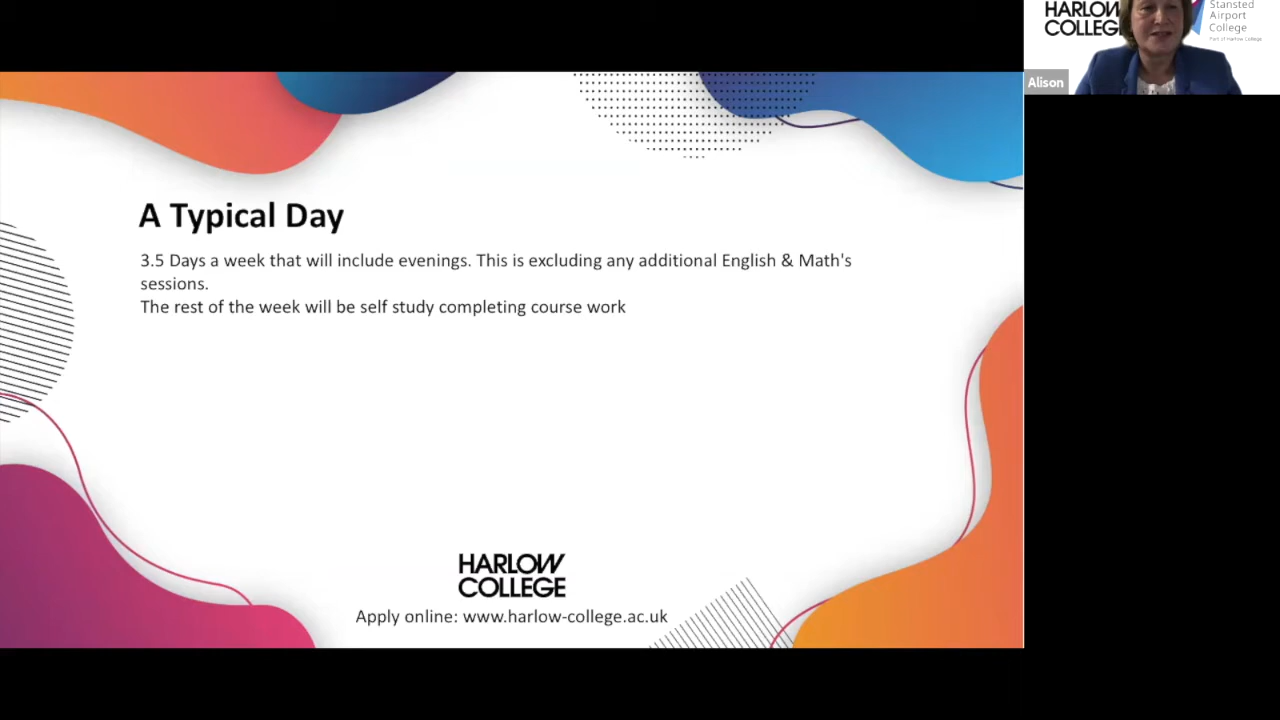 HARLOW
COLLEGE
Stansted
Airport
College
Part of Harlow College
Alison
A Typical Day
3.5 Days a week that will include evenings. This is excluding any additional English & Math's
sessions.
The rest of the week will be self study completing course work
HARLOW
COLLEGE
Apply online: www.harlow-college.ac.uk